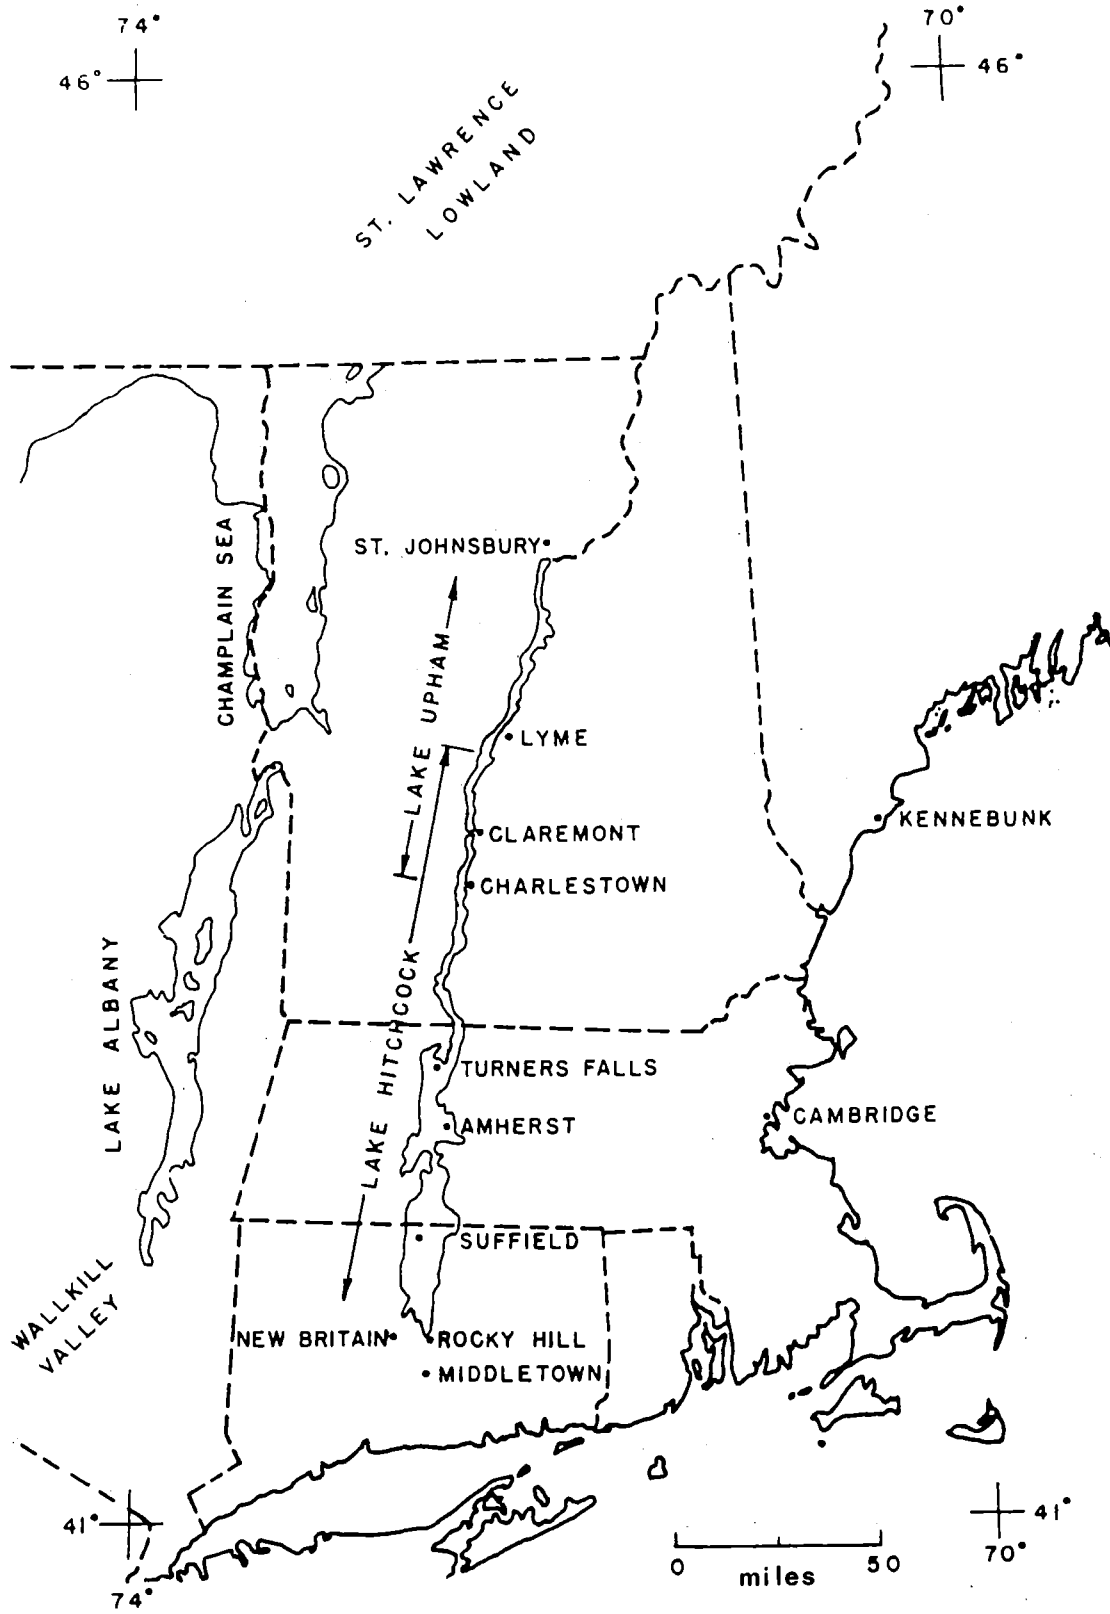 74°
70°
46°
46°
ST. LAWRENCE
LOWLAND
CHAMPLAIN SEA
ST. JOHNSBURY
LAKE UPHAM
LYME
CLAREMONT
KENNEBUNK
CHARLESTOWN
LAKE ALBANY
LAKE HITCHCOCK
TURNERS FALLS
CAMBRIDGE
AMHERST
SUFFIELD
WALLKILL
VALLEY
NEW BRITAIN
ROCKY HILL
MIDDLETOWN
41°
41°
0 50
miles
70°
74°